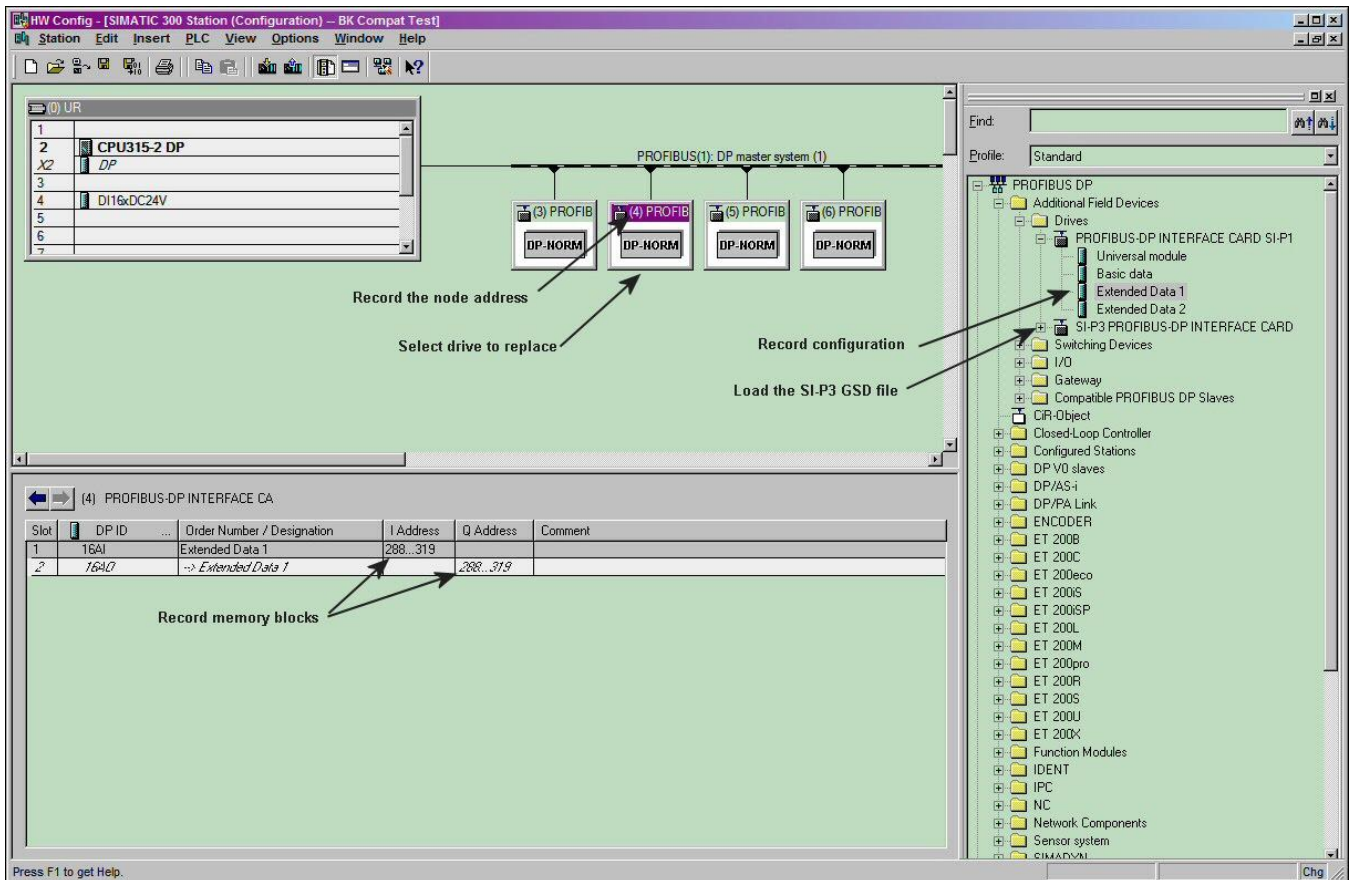 HW Config - [SIMATIC 300 Station (Configuration) -- BK Compat Test]
Station Edit Insert PLC View Options Window Help
(0) UR
1
2 CPU315-2 DP
X2 DP
3
4 DI16xDC24V
5
6
7
PROFIBUS(1): DP master system (1)
(3) PROFIB (4) PROFIB (5) PROFIB (6) PROFIB
DP-NORM DP-NORM DP-NORM DP-NORM
Record the node address
Select drive to replace
Record configuration
Load the SI-P3 GSD file
Find:
Profile: Standard
PROFIBUS DP
Additional Field Devices
Drives
PROFIBUS-DP INTERFACE CARD SI-P1
Universal module
Basic data
Extended Data 1
Extended Data 2
SI-P3 PROFIBUS-DP INTERFACE CARD
Switching Devices
I/O
Gateway
Compatible PROFIBUS DP Slaves
CiR-Object
Closed-Loop Controller
Configured Stations
DP V0 slaves
DP/AS-i
DP/PA Link
ENCODER
ET 200B
ET 200C
ET 200eco
ET 200iS
ET 200iSP
ET 200L
ET 200M
ET 200pro
ET 200R
ET 200S
ET 200U
ET 200X
Function Modules
IDENT
IPC
NC
Network Components
Sensor system
SIMADYN
(4) PROFIBUS-DP INTERFACE CA
Slot DP ID ... Order Number / Designation I Address Q Address Comment
1 16AI Extended Data 1 288...319
2 16AO --> Extended Data 1 288...319
Record memory blocks
Press F1 to get Help.
Chg